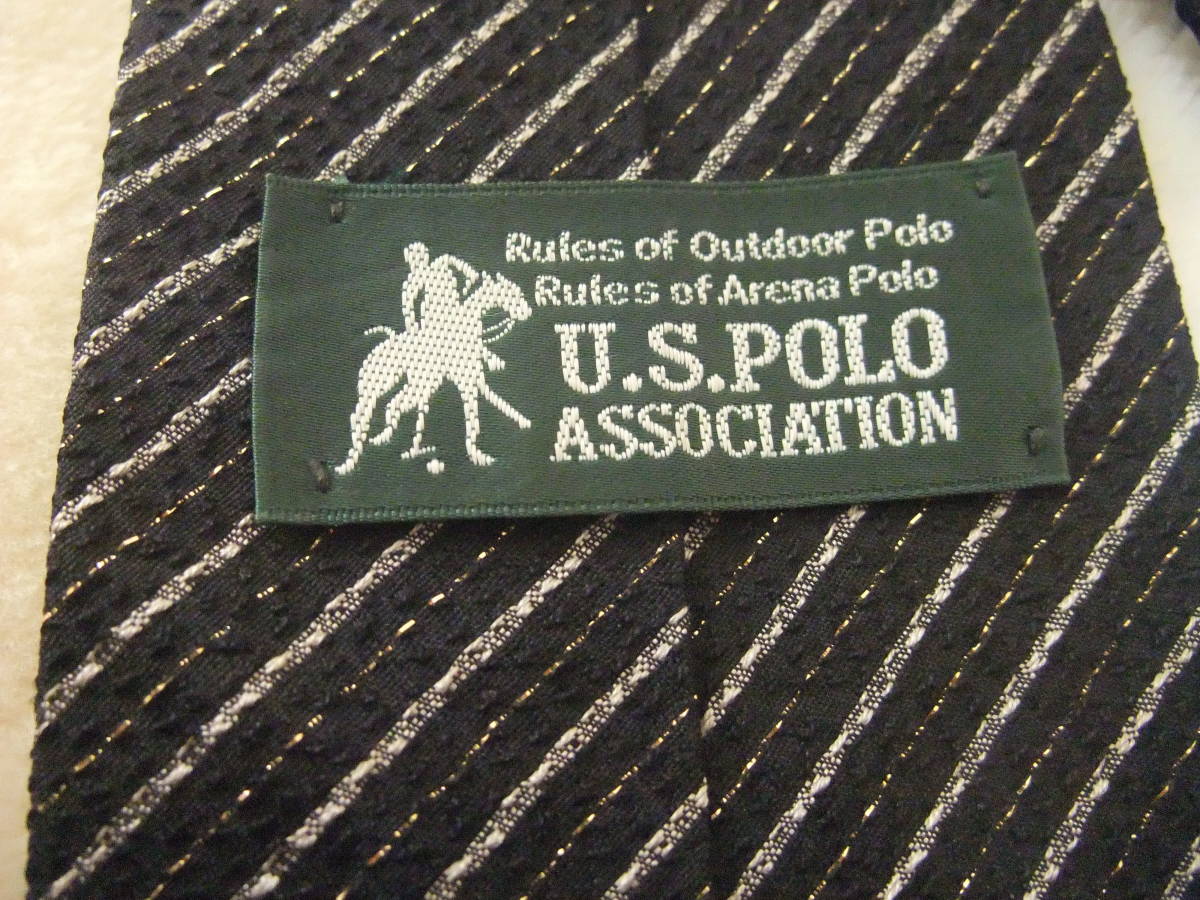 Rules of Outdoor Polo
Rules of Arena Polo
U.S.POLO
ASSOCIATION